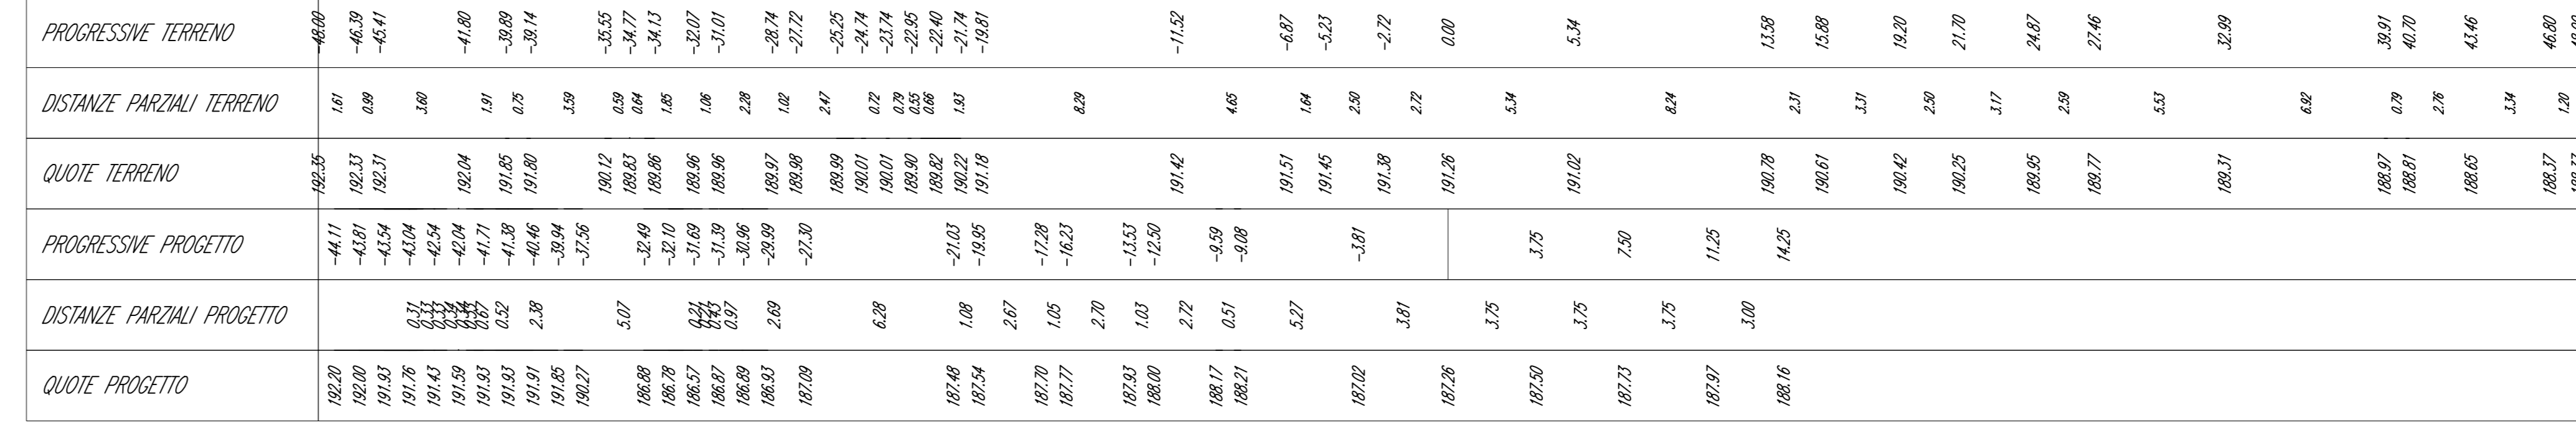 PROGRESSIVE TERRENO -48.00 -46.39 -45.41 -41.80 -39.89 -39.14 -35.55 -34.77 -34.13 -32.07 -31.01 -28.74 -27.72 -25.25 -24.74 -23.74 -22.95 -22.40 -21.74 -19.81 -11.52 -6.87 -5.23 -2.72 0.00 5.34 13.58 15.88 19.20 21.70 24.87 27.46 32.99 39.91 40.70 43.46 46.80
DISTANZE PARZIALI TERRENO 1.61 0.99 3.60 1.91 0.75 3.59 0.59 0.64 1.85 1.06 2.28 1.02 2.47 0.72 0.79 0.55 0.66 1.93 8.29 4.65 1.64 2.50 2.72 5.34 8.24 2.31 3.31 2.50 3.17 2.59 5.53 6.92 0.79 2.76 3.34 1.20
QUOTE TERRENO 192.35 192.33 192.31 192.04 191.85 191.80 190.12 189.83 189.86 189.96 189.96 189.97 189.98 189.99 190.01 190.01 189.90 189.82 190.22 191.18 191.42 191.51 191.45 191.38 191.26 191.02 190.78 190.61 190.42 190.25 189.95 189.77 189.31 188.97 188.81 188.65 188.37
PROGRESSIVE PROGETTO -44.11 -43.81 -43.54 -43.04 -42.54 -42.04 -41.71 -41.38 -40.46 -39.94 -37.56 -32.49 -32.10 -31.69 -31.39 -30.96 -29.99 -27.30 -21.03 -19.95 -17.28 -16.23 -13.53 -12.50 -9.59 -9.08 -3.81 3.75 7.50 11.25 14.25
DISTANZE PARZIALI PROGETTO 0.31 0.33 0.33 0.34 0.67 0.52 2.38 5.07 0.21 0.43 0.97 2.69 6.28 1.08 2.67 1.05 2.70 1.03 2.72 0.51 5.27 3.81 3.75 3.75 3.75 3.00
QUOTE PROGETTO 192.20 192.00 191.93 191.76 191.43 191.59 191.93 191.93 191.91 191.85 190.27 186.88 186.78 186.57 186.87 186.89 186.93 187.09 187.48 187.54 187.70 187.77 187.93 188.00 188.17 188.21 187.02 187.26 187.50 187.73 187.97 188.16